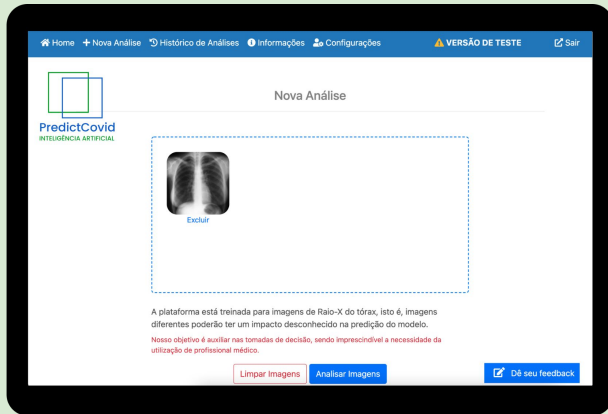 Home + Nova Análise Histórico de Análises Informações Configurações VERSÃO DE TESTE Sair
Nova Análise
PredictCovid
INTELIGÊNCIA ARTIFICIAL
Excluir
A plataforma está treinada para imagens de Raio-X do tórax, isto é, imagens
diferentes poderão ter um impacto desconhecido na predição do modelo.
Nosso objetivo é auxiliar nas tomadas de decisão, sendo imprescindível a necessidade da
utilização de profissional médico.
Limpar Imagens Analisar Imagens Dê seu feedback